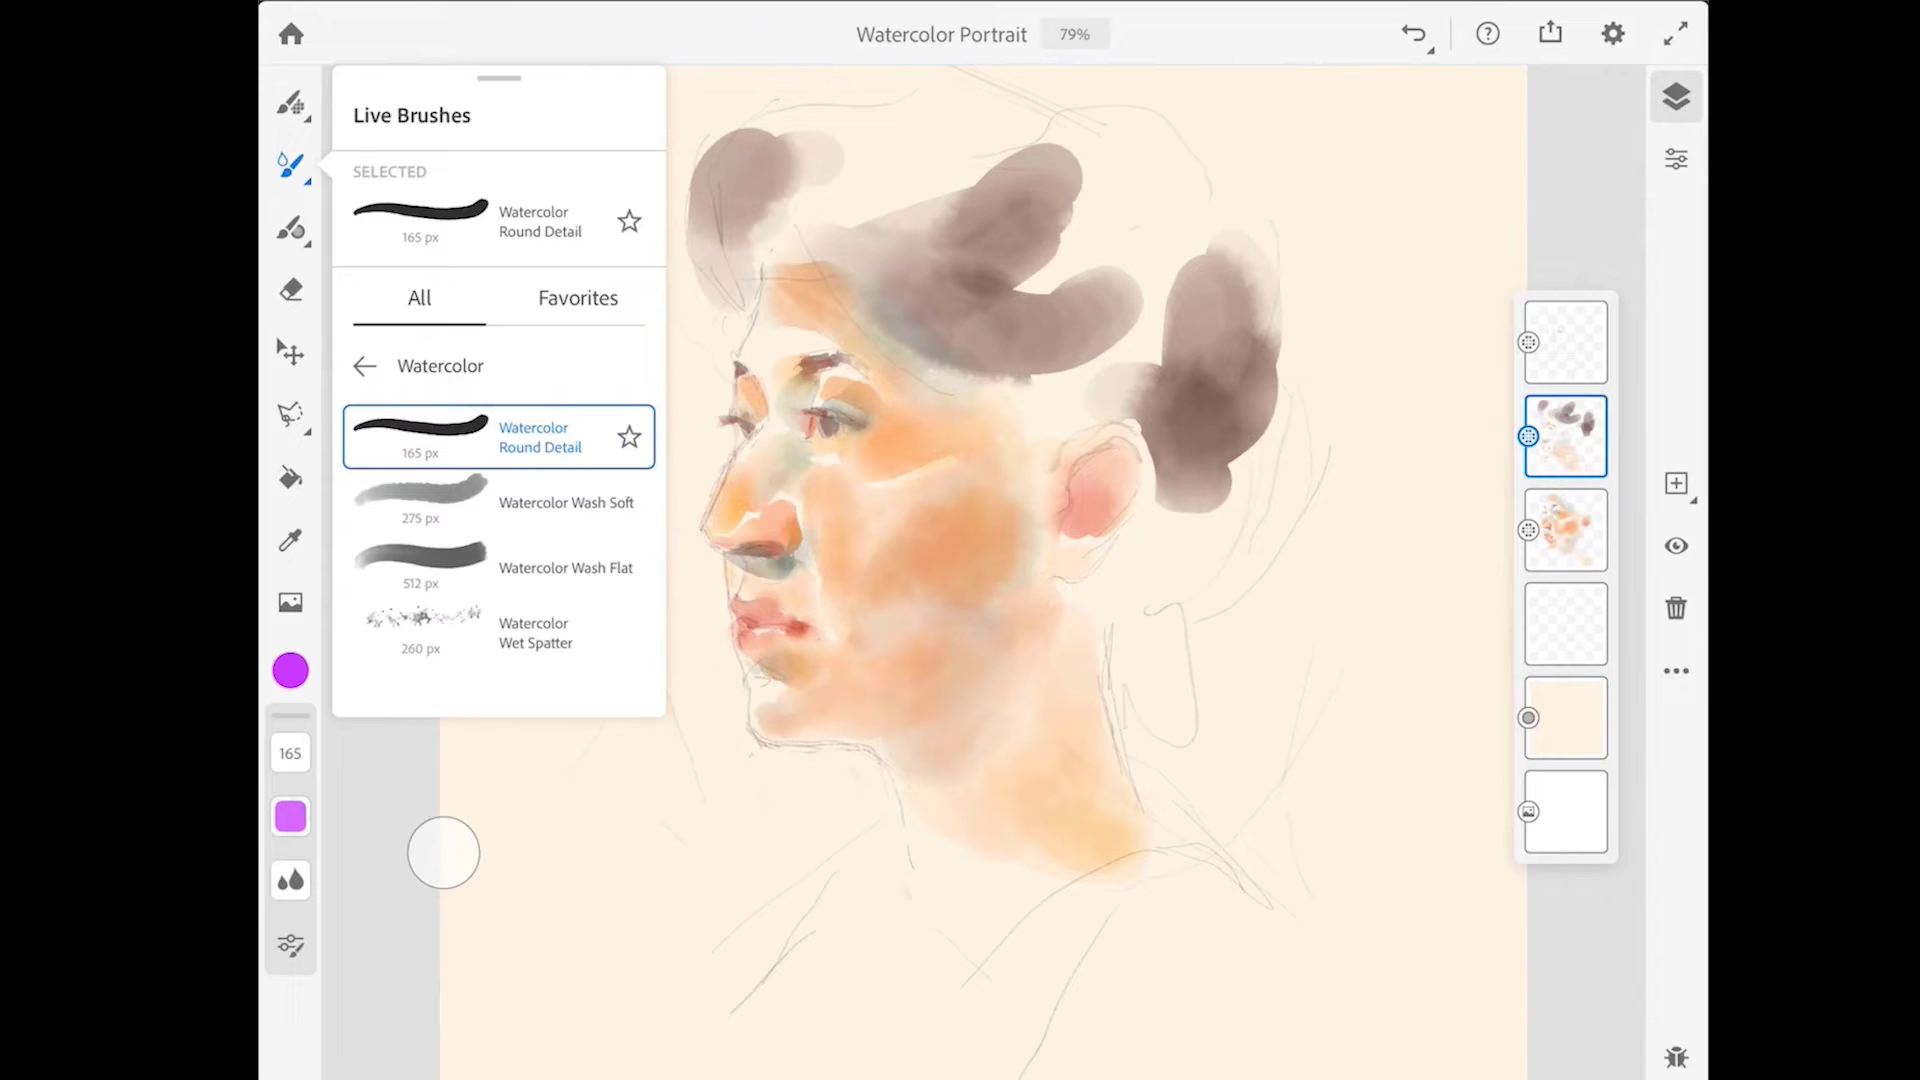 Watercolor Portrait
79%
Live Brushes
SELECTED
Watercolor
Round Detail
165 px
All
Favorites
Watercolor
Watercolor
Round Detail
165 px
Watercolor Wash Soft
275 px
Watercolor Wash Flat
512 px
Watercolor
Wet Spatter
260 px
165